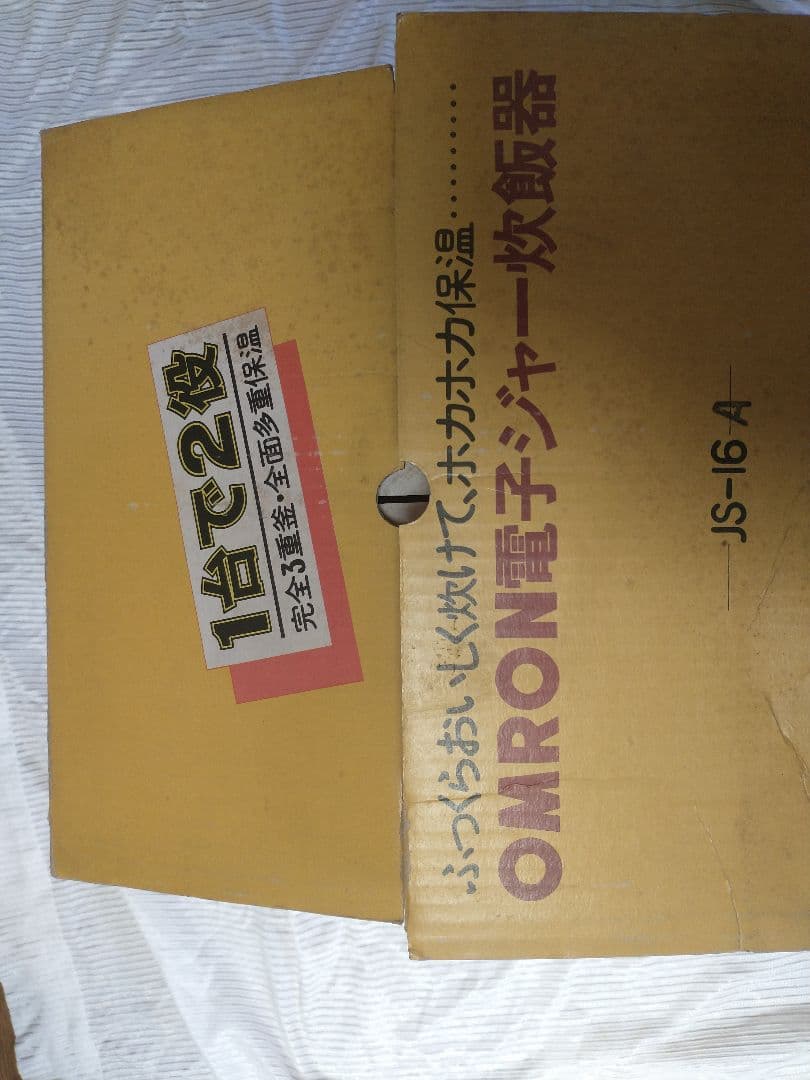 1台で2役
完全3重釜・全面多重保温
ふっくらおいしく炊けて、ホカホカ保温………
OMRON電子ジャー炊飯器
JS-16 A